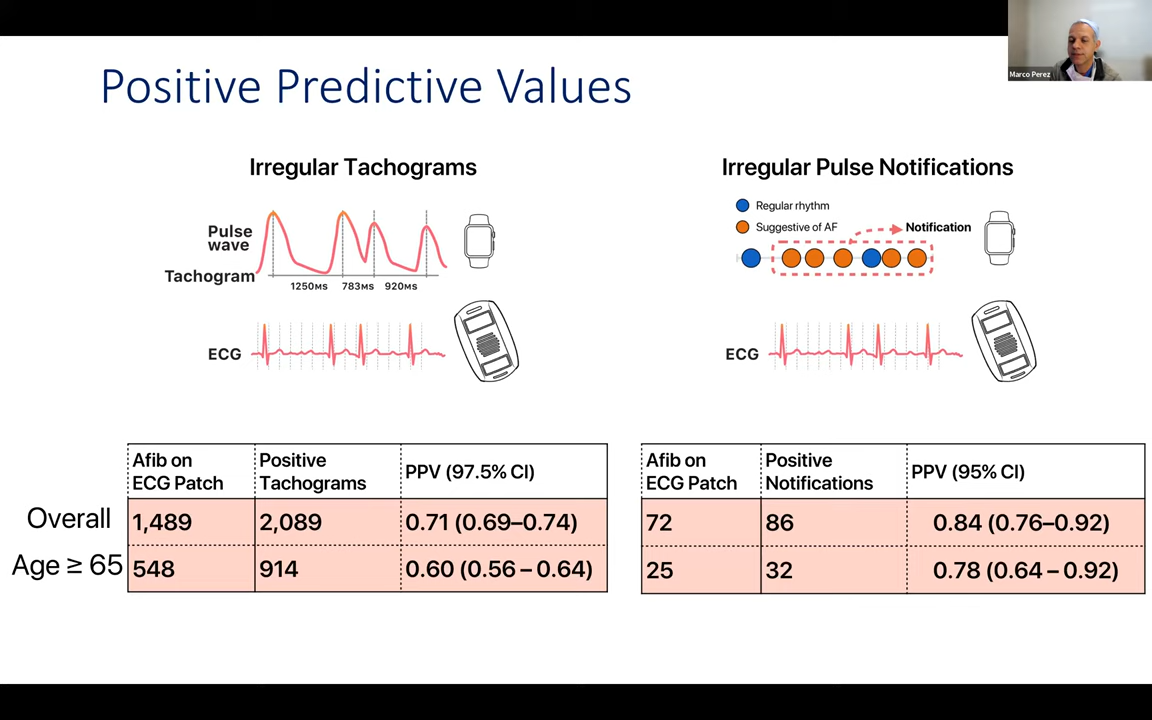 Marco Perez
Positive Predictive Values
Irregular Tachograms
Pulse
wave
Tachogram
1250MS 783MS 920MS
ECG
Irregular Pulse Notifications
Regular rhythm
Suggestive of AF
Notification
ECG
Afib on
ECG Patch
Positive
Tachograms
PPV (97.5% CI)
Overall
1,489
2,089
0.71 (0.69–0.74)
Age ≥ 65
548
914
0.60 (0.56 – 0.64)
Afib on
ECG Patch
Positive
Notifications
PPV (95% CI)
72
86
0.84 (0.76–0.92)
25
32
0.78 (0.64 – 0.92)